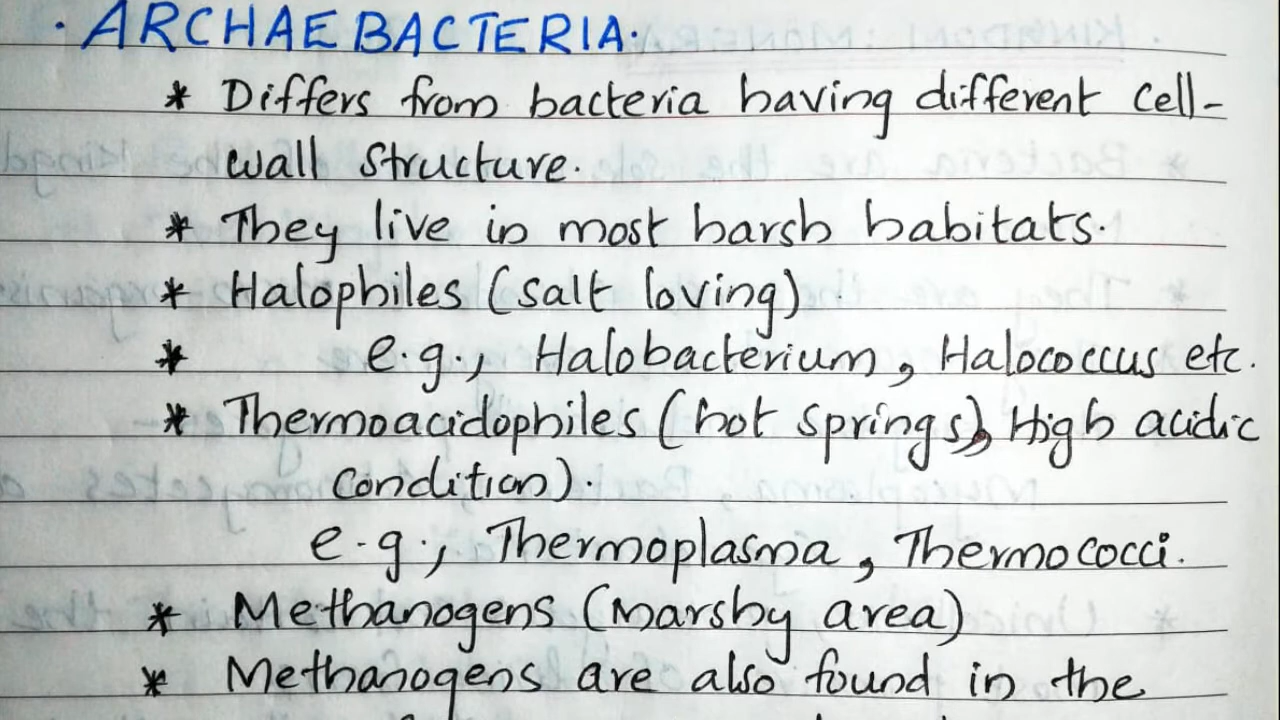 · ARCHAEBACTERIA·
* Differs from bacteria having different cell-
wall structure.
* They live in most harsh habitats.
* Halophiles (salt loving)
* e.g., Halobacterium, Halococcus etc.
* Thermoacidophiles (hot springs), High acidic
condition).
e.g., Thermoplasma, Thermococci.
* Methanogens (Marshy area)
* Methanogens are also found in the